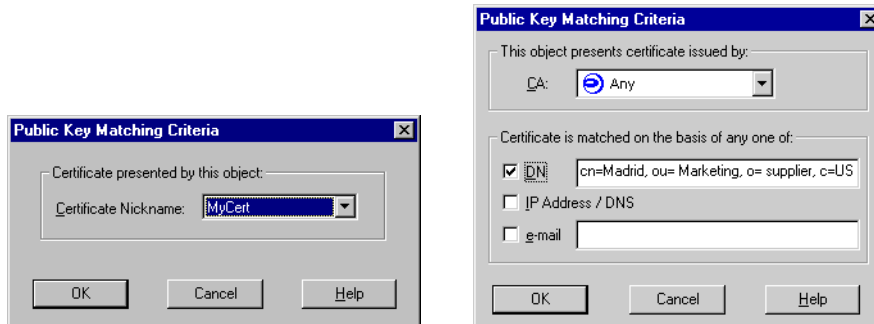 Public Key Matching Criteria
Certificate presented by this object:
Certificate Nickname: MyCert
OK Cancel Help
Public Key Matching Criteria
This object presents certificate issued by:
CA: Any
Certificate is matched on the basis of any one of:
DN cn=Madrid, ou= Marketing, o= supplier, c=US
IP Address / DNS
e-mail
OK Cancel Help